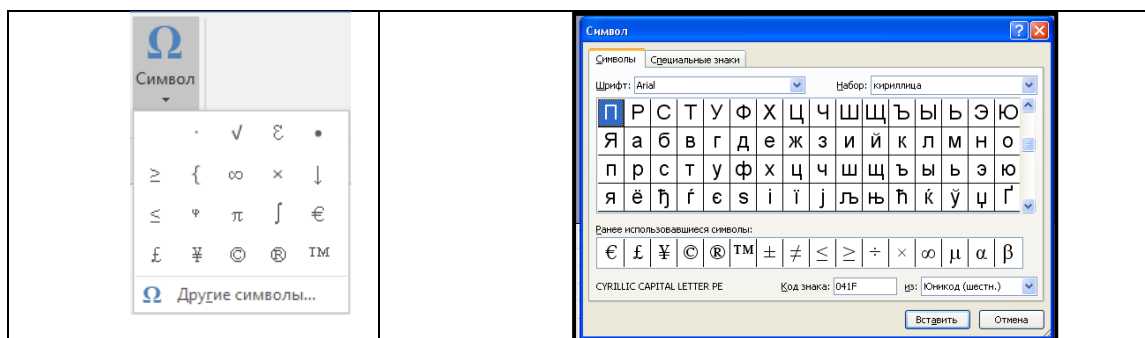 Ω
Символ
· √ ℰ •
≥ { ∞ × ↓
≤ φ π ∫ €
£ ¥ © ® TM
Ω Другие символы...
Символ
Символы Специальные знаки
Шрифт: Arial Набор: кириллица
П Р С Т У Ф Х Ц Ч Ш Щ Ъ Ы Ь Э Ю
Я а б в г д е ж з и й к л м н о
п р с т у ф х ц ч ш щ ъ ы ь э ю
я ё ђ ѓ є ѕ і ї ј љ њ ћ ќ ў џ Ґ
Ранее использовавшиеся символы:
€ £ ¥ © ® TM ± ≠ ≤ ≥ ÷ × ∞ µ α β
CYRILLIC CAPITAL LETTER PE Код знака: 041F из: Юникод (шестн.)
Вставить Отмена